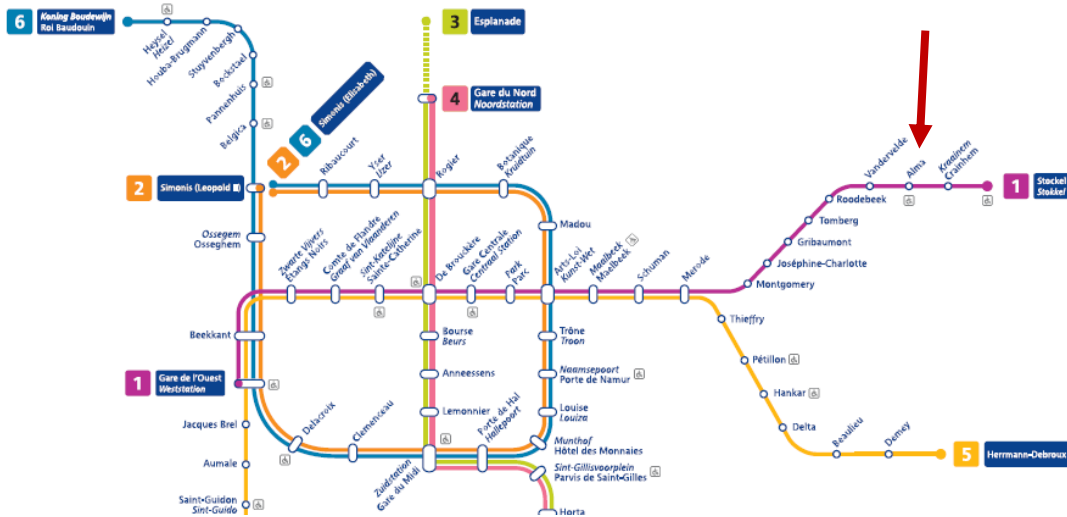 6
Koning Boudewijn
Roi Baudouin
Heysel
Heizel
Houba-Brugmann
Stuyvenbergh
Bockstael
Pannenhuis
Belgica
3
Esplanade
4
Gare du Nord
Noordstation
2
6
Simonis (Elisabeth)
2
Simonis (Leopold II)
Ribaucourt
Yser
IJzer
Rogier
Botanique
Kruidtuin
Madou
Ossegem
Osseghem
Zwarte Vijvers
Etangs Noirs
Comte de Flandre
Graaf van Vlaanderen
Sint-Katelijne
Sainte-Catherine
De Brouckère
Gare Centrale
Centraal Station
Park
Parc
Arts-Loi
Kunst-Wet
Maalbeek
Maelbeek
Schuman
Merode
Montgomery
Joséphine-Charlotte
Gribaumont
Tomberg
Roodebeek
Vandervelde
Alma
Kraainem
Crainhem
1
Stockel
Stokkel
Beekkant
1
Gare de l'Ouest
Weststation
Bourse
Beurs
Anneessens
Lemonnier
Trône
Troon
Naamsepoort
Porte de Namur
Louise
Louiza
Munthof
Hôtel des Monnaies
Porte de Hal
Hallepoort
Sint-Gillisvoorplein
Parvis de Saint-Gilles
Horta
Zuidstation
Gare du Midi
Clemenceau
Delacroix
Jacques Brel
Aumale
Saint-Guidon
Sint-Guido
Thieffry
Pétillon
Hankar
Delta
Beaulieu
Demey
5
Herrmann-Debroux